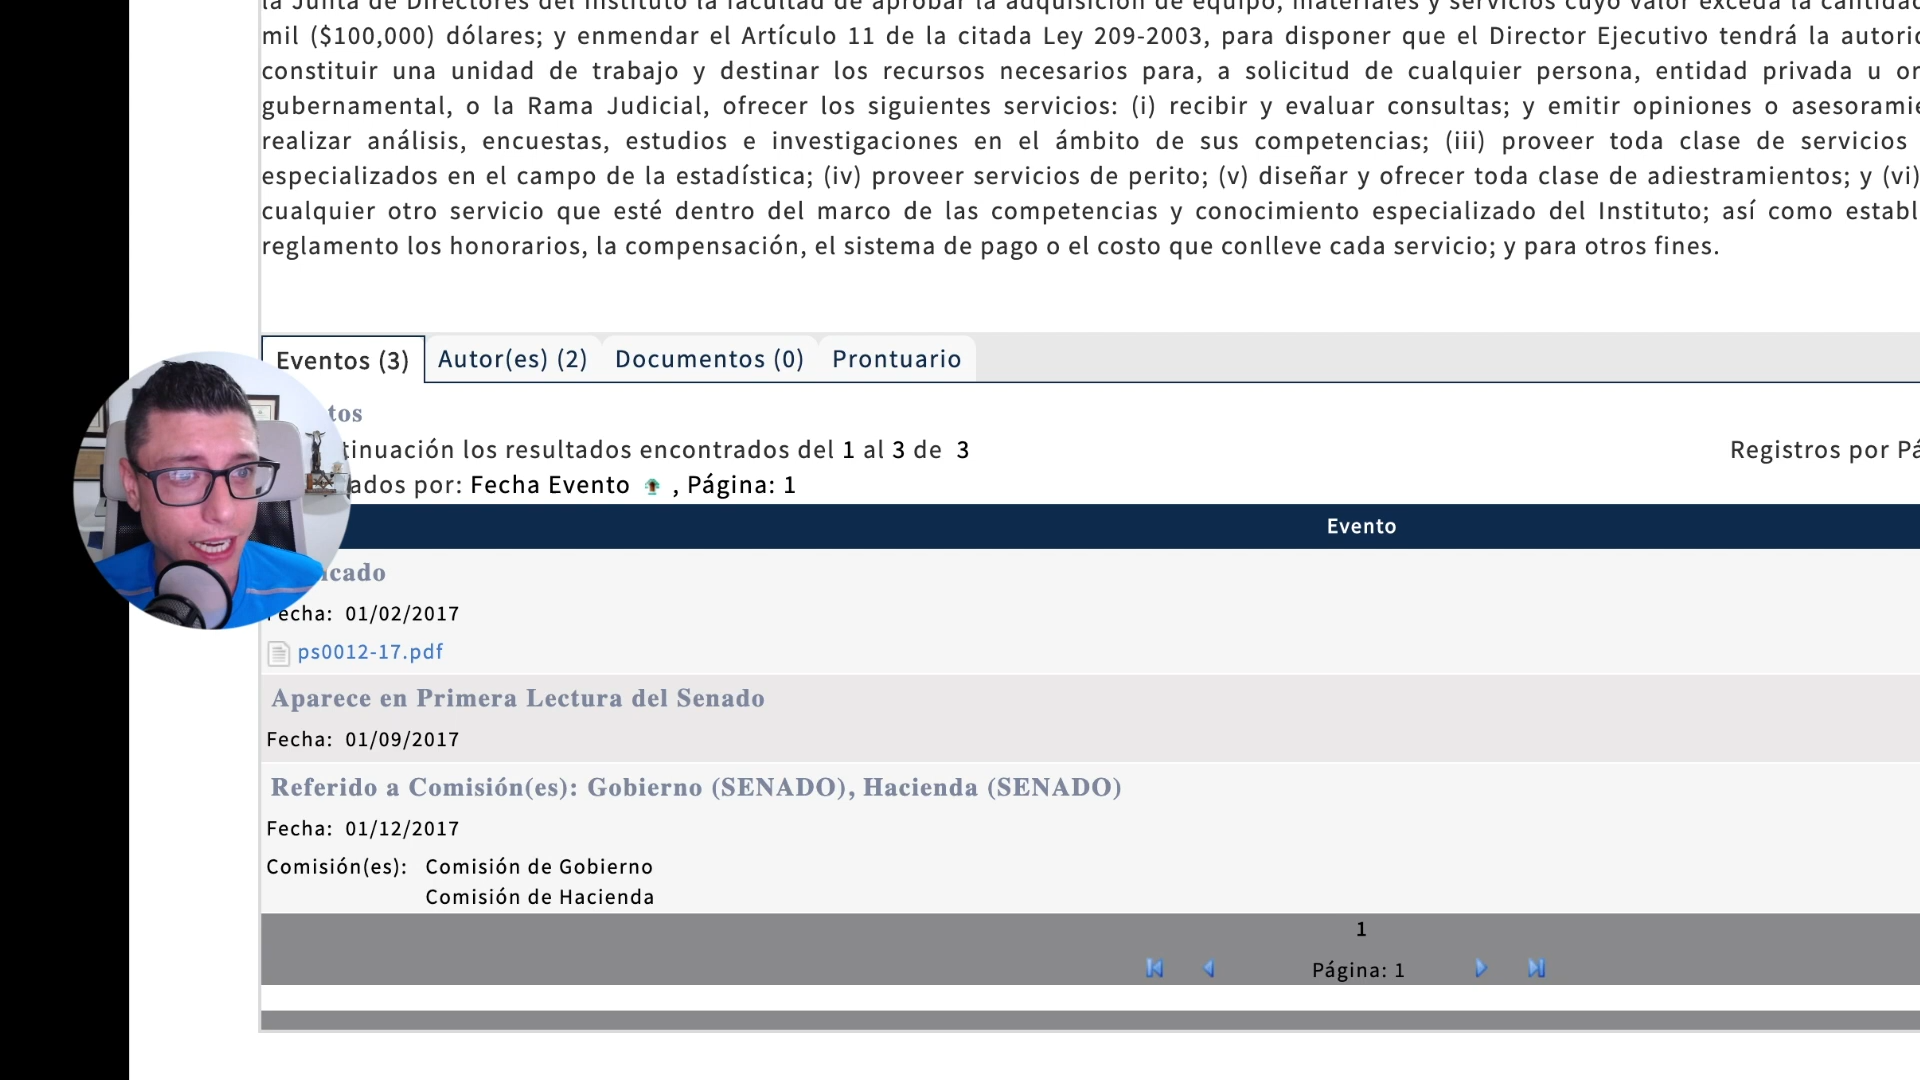 la Junta de Directores del Instituto la facultad de aprobar la adquisición de equipo, materiales y servicios cuyo valor exceda la
mil ($100,000) dólares; y enmendar el Artículo 11 de la citada Ley 209-2003, para disponer que el Director Ejecutivo tendrá la
constituir una unidad de trabajo y destinar los recursos necesarios para, a solicitud de cualquier persona, entidad privada u
gubernamental, o la Rama Judicial, ofrecer los siguientes servicios: (i) recibir y evaluar consultas; y emitir opiniones o
realizar análisis, encuestas, estudios e investigaciones en el ámbito de sus competencias; (iii) proveer toda clase de servicios
especializados en el campo de la estadística; (iv) proveer servicios de perito; (v) diseñar y ofrecer toda clase de adiestramientos; y (vi)
cualquier otro servicio que esté dentro del marco de las competencias y conocimiento especializado del Instituto; así como
reglamento los honorarios, la compensación, el sistema de pago o el costo que conlleve cada servicio; y para otros fines.
Eventos (3) Autor(es) (2) Documentos (0) Prontuario
los resultados encontrados del 1 al 3 de 3 Registros por
por: Fecha Evento , Página: 1
Evento
Fecha: 01/02/2017
ps0012-17.pdf
Aparece en Primera Lectura del Senado
Fecha: 01/09/2017
Referido a Comisión(es): Gobierno (SENADO), Hacienda (SENADO)
Fecha: 01/12/2017
Comisión(es): Comisión de Gobierno
Comisión de Hacienda
1
Página: 1